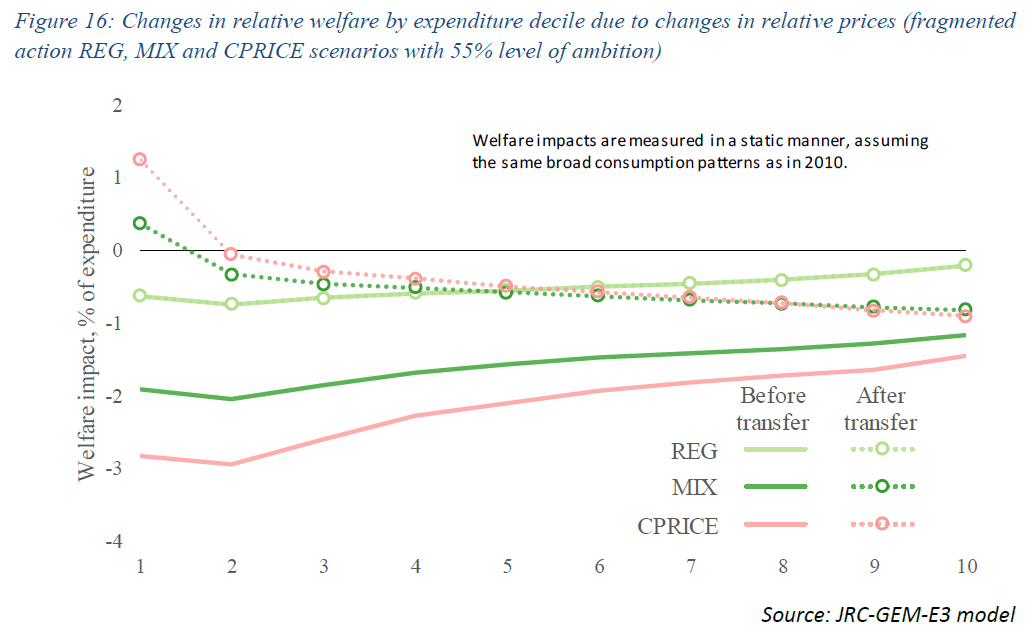 Figure 16: Changes in relative welfare by expenditure decile due to changes in relative prices (fragmented
action REG, MIX and CPRICE scenarios with 55% level of ambition)
Welfare impacts are measured in a static manner, assuming
the same broad consumption patterns as in 2010.
Welfare impact, % of expenditure
2
1
0
-1
-2
-3
-4
Before After
transfer transfer
REG
MIX
CPRICE
1 2 3 4 5 6 7 8 9 10
Source: JRC-GEM-E3 model